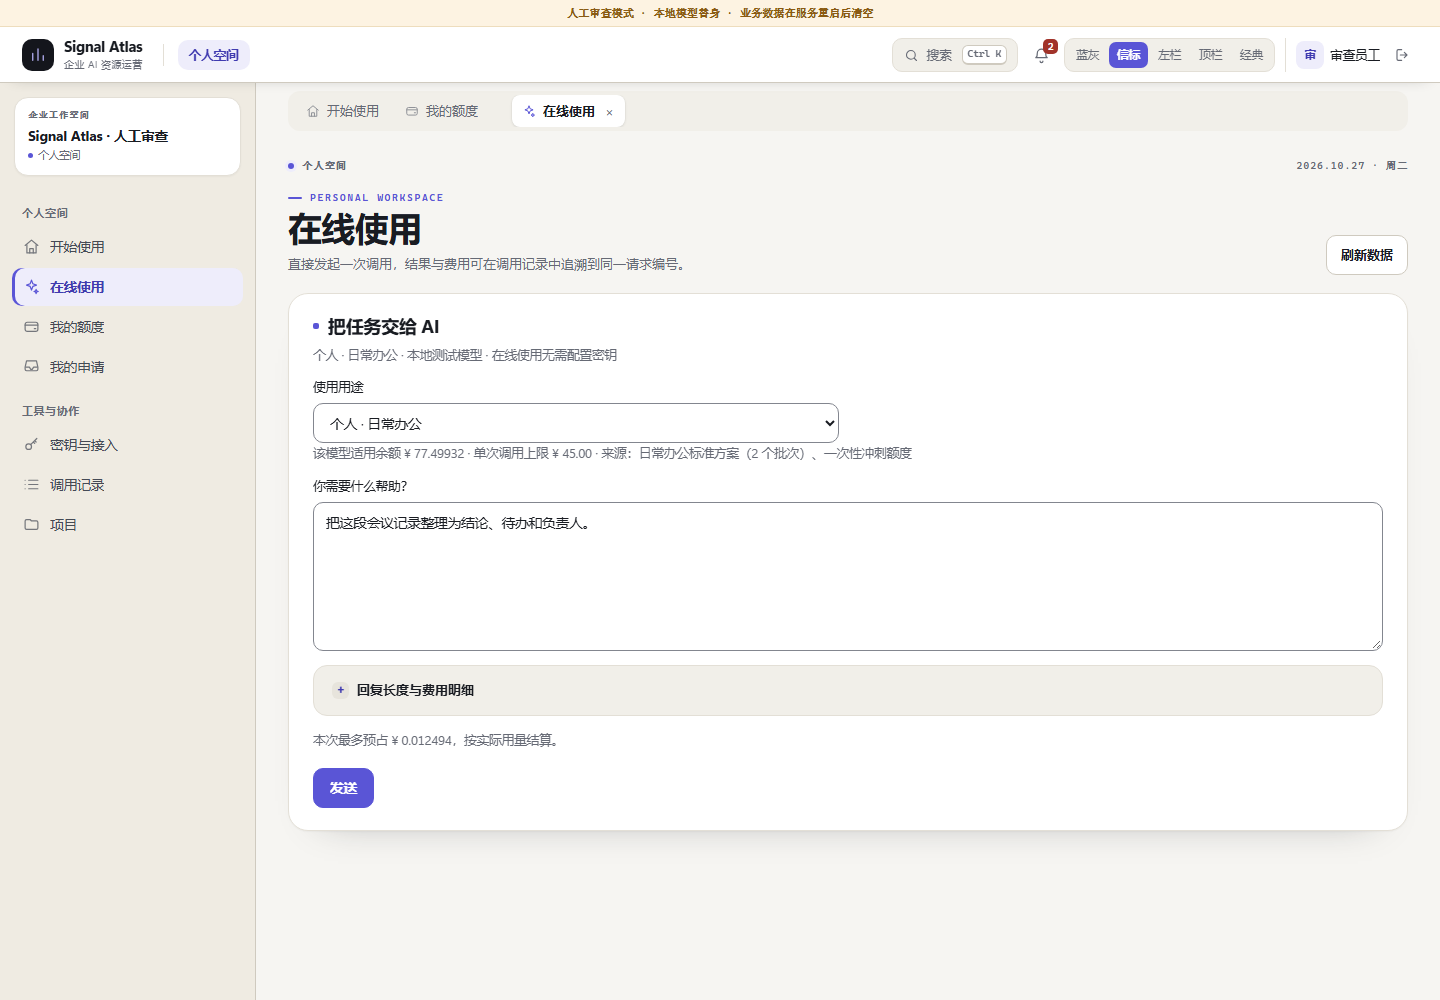 人工审查模式 · 本地模型替身 · 业务数据在服务重启后清空
Signal Atlas
企业 AI 资源运营
个人空间
搜索 Ctrl K
2
蓝灰 信标 左栏 顶栏 经典
审 审查员工
企业工作空间
Signal Atlas · 人工审查
个人空间
个人空间
开始使用
在线使用
我的额度
我的申请
工具与协作
密钥与接入
调用记录
项目
开始使用 我的额度 在线使用 ×
个人空间
2026.10.27 · 周二
PERSONAL WORKSPACE
在线使用
直接发起一次调用，结果与费用可在调用记录中追溯到同一请求编号。
刷新数据
把任务交给 AI
个人 · 日常办公 · 本地测试模型 · 在线使用无需配置密钥
使用用途
个人 · 日常办公
该模型适用余额 ¥ 77.49932 · 单次调用上限 ¥ 45.00 · 来源：日常办公标准方案（2 个批次）、一次性冲刺额度
你需要什么帮助？
把这段会议记录整理为结论、待办和负责人。
+ 回复长度与费用明细
本次最多预占 ¥ 0.012494，按实际用量结算。
发送